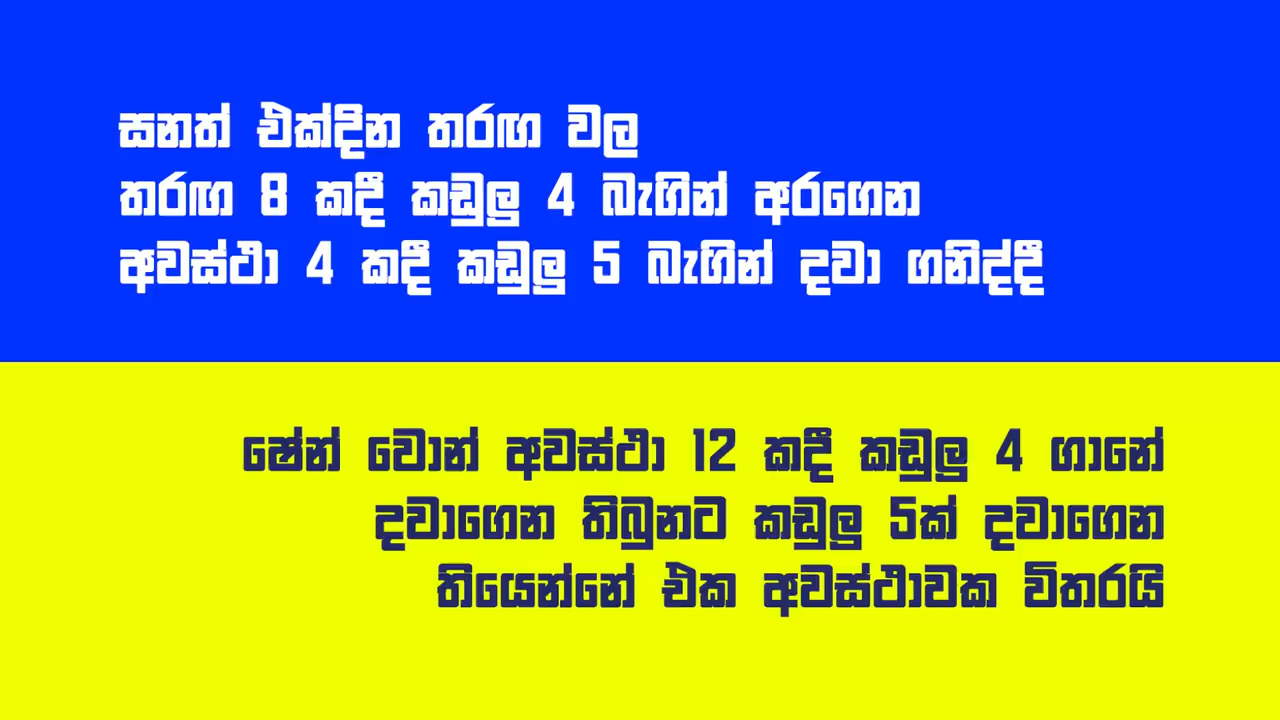 සනත් එක්දින තරඟ වල
තරඟ 8 කදී කඩුලු 4 බැගින් අරගෙන
අවස්ථා 4 කදී කඩුලු 5 බැගින් දවා ගනිද්දී
ෂේන් වොන් අවස්ථා 12 කදී කඩුලු 4 ගානේ
දවාගෙන තිබුනට කඩුලු 5ක් දවාගෙන
තියෙන්නේ එක අවස්ථාවක විතරයි